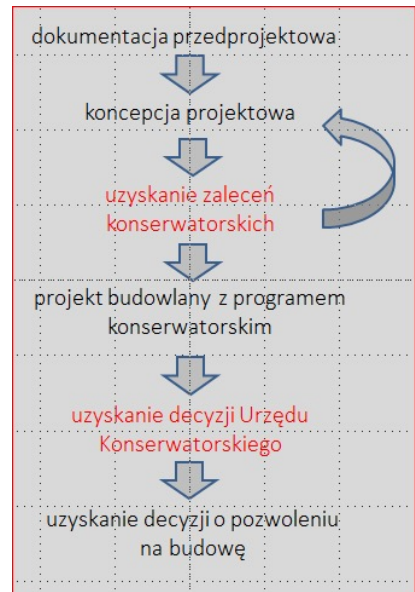 dokumentacja przedprojektowa
koncepcja projektowa
uzyskanie zaleceń
konserwatorskich
projekt budowlany z programem
konserwatorskim
uzyskanie decyzji Urzędu
Konserwatorskiego
uzyskanie decyzji o pozwoleniu
na budowę